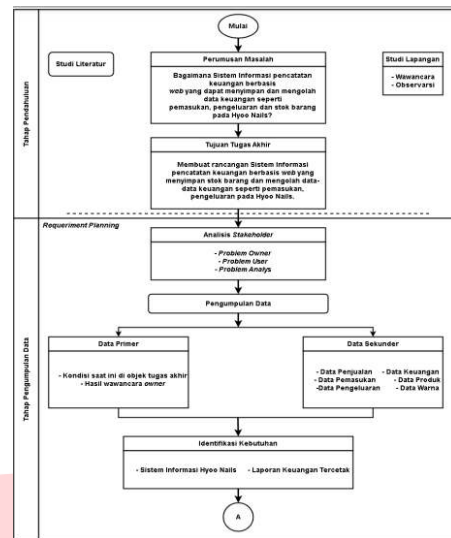 Mulai
Tahap Pendahuluan
Studi Literatur
Perumusan Masalah
Bagaimana Sistem Informasi pencatatan
keuangan berbasis
web yang dapat menyimpan dan mengolah
data keuangan seperti
pemasukan, pengeluaran dan stok barang
pada Hyoo Nails?
Studi Lapangan
- Wawancara
- Observarsi
Tujuan Tugas Akhir
Membuat rancangan Sistem Informasi
pencatatan keuangan berbasis web yang
menyimpan stok barang dan mengolah data-
data keuangan seperti pemasukan,
pengeluaran pada Hyoo Nails.
Tahap Pengumpulan Data
Requeriment Planning
Analisis Stakeholder
- Problem Owner
- Problem User
- Problem Analys
Pengumpulan Data
Data Primer
- Kondisi saat ini di objek tugas akhir
- Hasil wawancara owner
Data Sekunder
- Data Penjualan - Data Keuangan
- Data Pemasukan - Data Produk
-Data Pengeluaran - Data Warna
Identifikasi Kebutuhan
- Sistem Informasi Hyoo Nails - Laporan Keuangan Tercetak
A